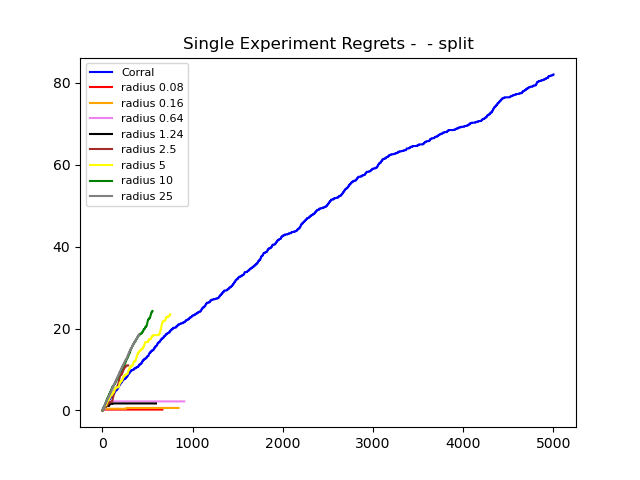 Single Experiment Regrets -  - split
Corral
radius 0.08
radius 0.16
radius 0.64
radius 1.24
radius 2.5
radius 5
radius 10
radius 25
80
60
40
20
0
0 1000 2000 3000 4000 5000